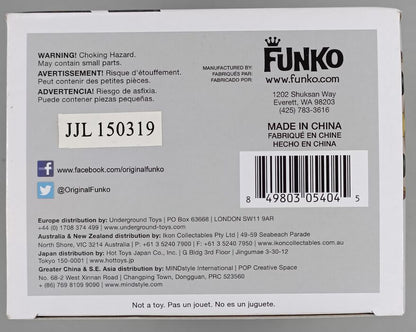 WARNING! Choking Hazard.
May contain small parts.
AVERTISSEMENT! Risque d'étouffement.
Peut contenir des petites pièces.
ADVERTENCIA! Riesgo de asfixia.
Puede contener piezas pequeñas.
JJL 150319
www.facebook.com/originalfunko
@OriginalFunko
MANUFACTURED BY:
FABRIQUÉ PAR:
FABRICADO POR:
FUNKO
www.funko.com
1202 Shuksan Way
Everett, WA 98203
(425) 783-3616
MADE IN CHINA
FABRIQUÉ EN CHINE
HECHO EN CHINA
8 49803 05404 5
Europe distribution by: Underground Toys | PO Box 63668 | LONDON SW11 9AR
+44 (0) 1708 374 499 | www.underground-toys.com
Australia & New Zealand distribution by: Ikon Collectables Pty Ltd | 49-59 Seabeach Parade
North Shore, VIC 3214 Australia | P: +61 3 5240 7900 | F: +61 3 5240 9950 | www.ikoncollectables.com.au
Japan distribution by: Hot Toys Japan Co., Inc. | D.O.G Bldg 3/Floor | Jingumae 3-30-12
Tokyo 150-0001 | www.hottoys.jp
Greater China & S.E. Asia distribution by: MINDstyle International | POP Creative Space
No. 68-2 West Xinnan Road | Changping Town, Dongguan, PRC 523560
+ (86) 769 8109 9090 | www.mindstyle.com
Not a toy. Pas un jouet. No es un juguete.